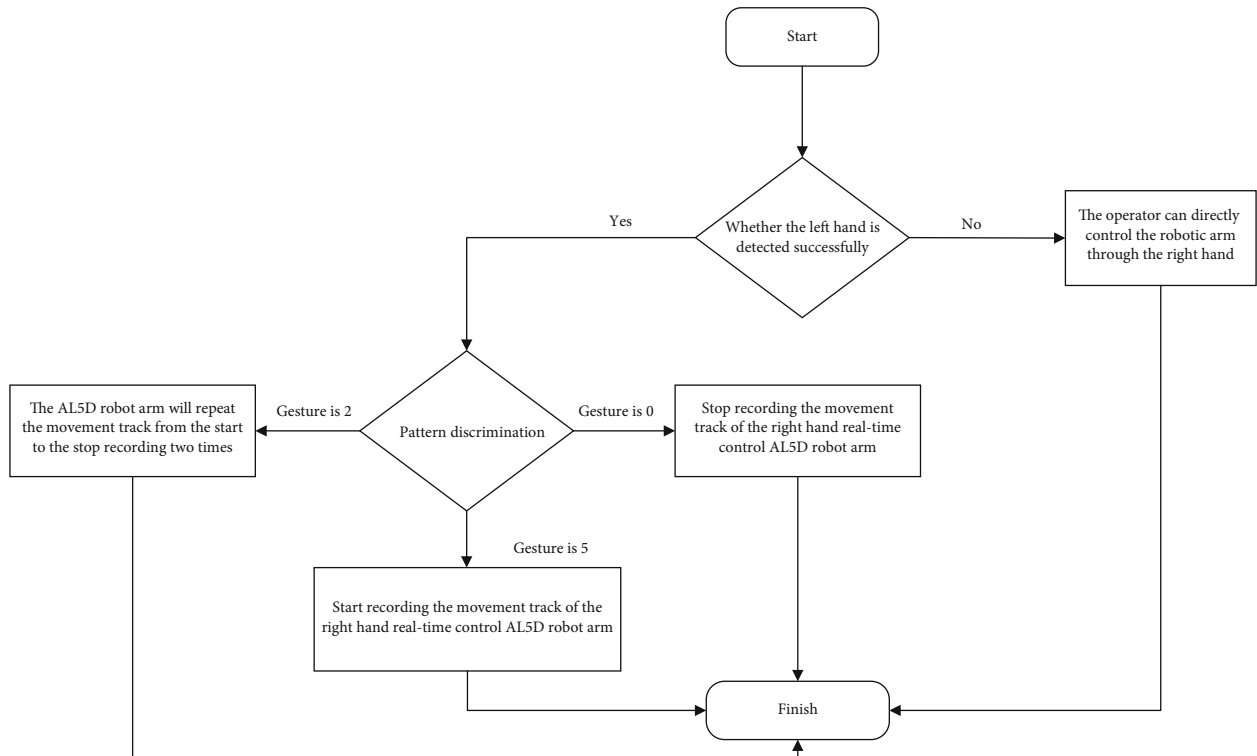 Start
Whether the left hand is
detected successfully
Yes
No
The operator can directly
control the robotic arm
through the right hand
Pattern discrimination
Gesture is 2
The AL5D robot arm will repeat
the movement track from the start
to the stop recording two times
Gesture is 0
Stop recording the movement
track of the right hand real-time
control AL5D robot arm
Gesture is 5
Start recording the movement track of the
right hand real-time control AL5D robot arm
Finish